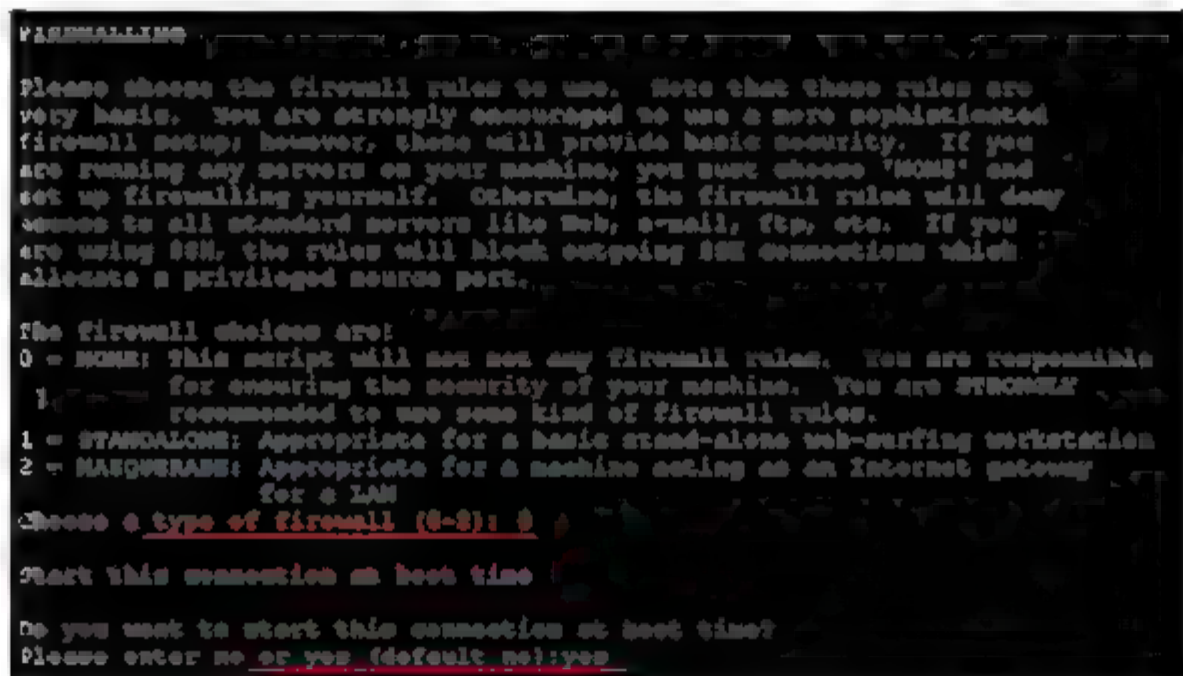 FIREWALLING
Please choose the firewall rules to use. Note that these rules are
very basic. You are strongly encouraged to use a more sophisticated
firewall setup; however, these will provide basic security. If you
are running any servers on your machine, you must choose 'NONE' and
set up firewalling yourself. Otherwise, the firewall rules will deny
access to all standard servers like Web, e-mail, ftp, etc. If you
are using SSH, the rules will block outgoing SSH connections which
allocate a privileged source port.
The firewall choices are:
0 - NONE: This script will not set any firewall rules. You are responsible
for ensuring the security of your machine. You are STRONGLY
recommended to use some kind of firewall rules.
1 - STANDALONE: Appropriate for a basic stand-alone web-surfing workstation
2 - MASQUERADE: Appropriate for a machine acting as an Internet gateway
for a LAN
Choose a type of firewall (0-2): 0
Start this connection at boot time
Do you want to start this connection at boot time?
Please enter no or yes (default no):yes